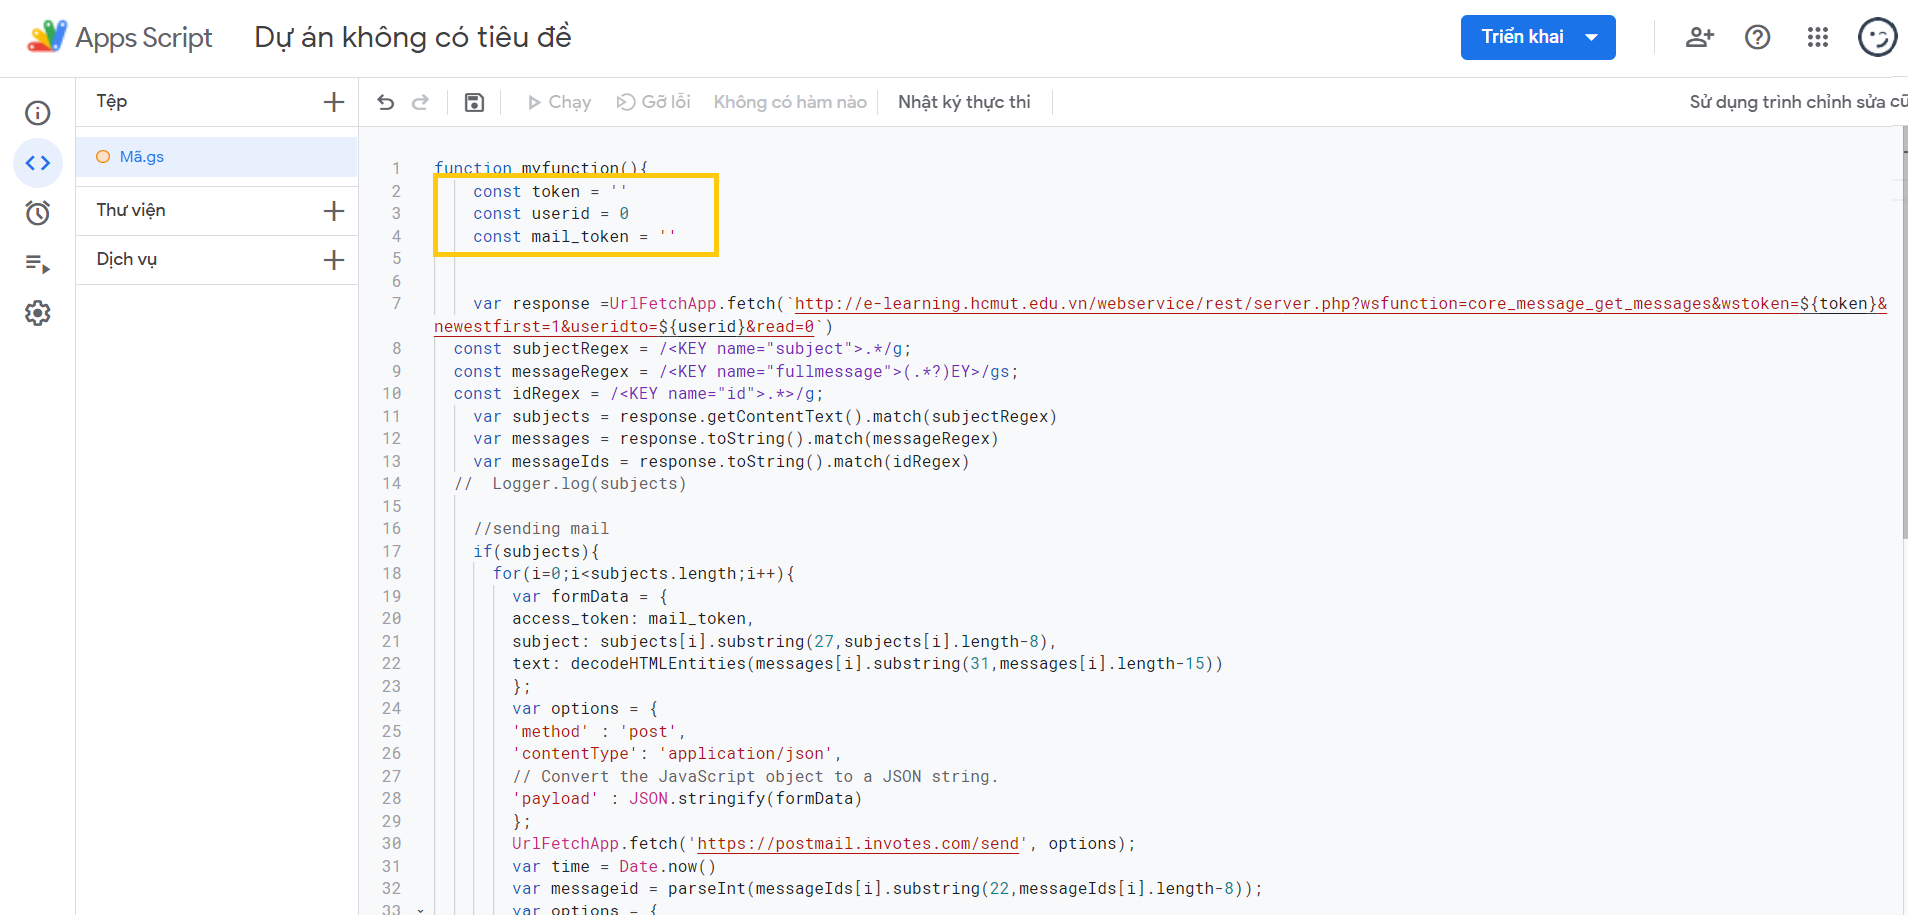 Apps Script
Dự án không có tiêu đề
Triển khai
Tệp
Mã.gs
Thư viện
Dịch vụ
Chạy
Gỡ lỗi
Không có hàm nào
Nhật ký thực thi
Sử dụng trình chỉnh sửa cũ
1 function myfunction(){
2 const token = ''
3 const userid = 0
4 const mail_token = ''
5
6
7 var response =UrlFetchApp.fetch(`http://e-learning.hcmut.edu.vn/webservice/rest/server.php?wsfunction=core_message_get_messages&wstoken=${token}&
newestfirst=1&useridto=${userid}&read=0`)
8 const subjectRegex = /<KEY name="subject">.*/g;
9 const messageRegex = /<KEY name="fullmessage">(.*?)EY>/gs;
10 const idRegex = /<KEY name="id">.*>/g;
11 var subjects = response.getContentText().match(subjectRegex)
12 var messages = response.toString().match(messageRegex)
13 var messageIds = response.toString().match(idRegex)
14 // Logger.log(subjects)
15
16 //sending mail
17 if(subjects){
18 for(i=0;i<subjects.length;i++){
19 var formData = {
20 access_token: mail_token,
21 subject: subjects[i].substring(27,subjects[i].length-8),
22 text: decodeHTMLEntities(messages[i].substring(31,messages[i].length-15))
23 };
24 var options = {
25 'method' : 'post',
26 'contentType': 'application/json',
27 // Convert the JavaScript object to a JSON string.
28 'payload' : JSON.stringify(formData)
29 };
30 UrlFetchApp.fetch('https://postmail.invotes.com/send', options);
31 var time = Date.now()
32 var messageid = parseInt(messageIds[i].substring(22,messageIds[i].length-8));
33 var options = {